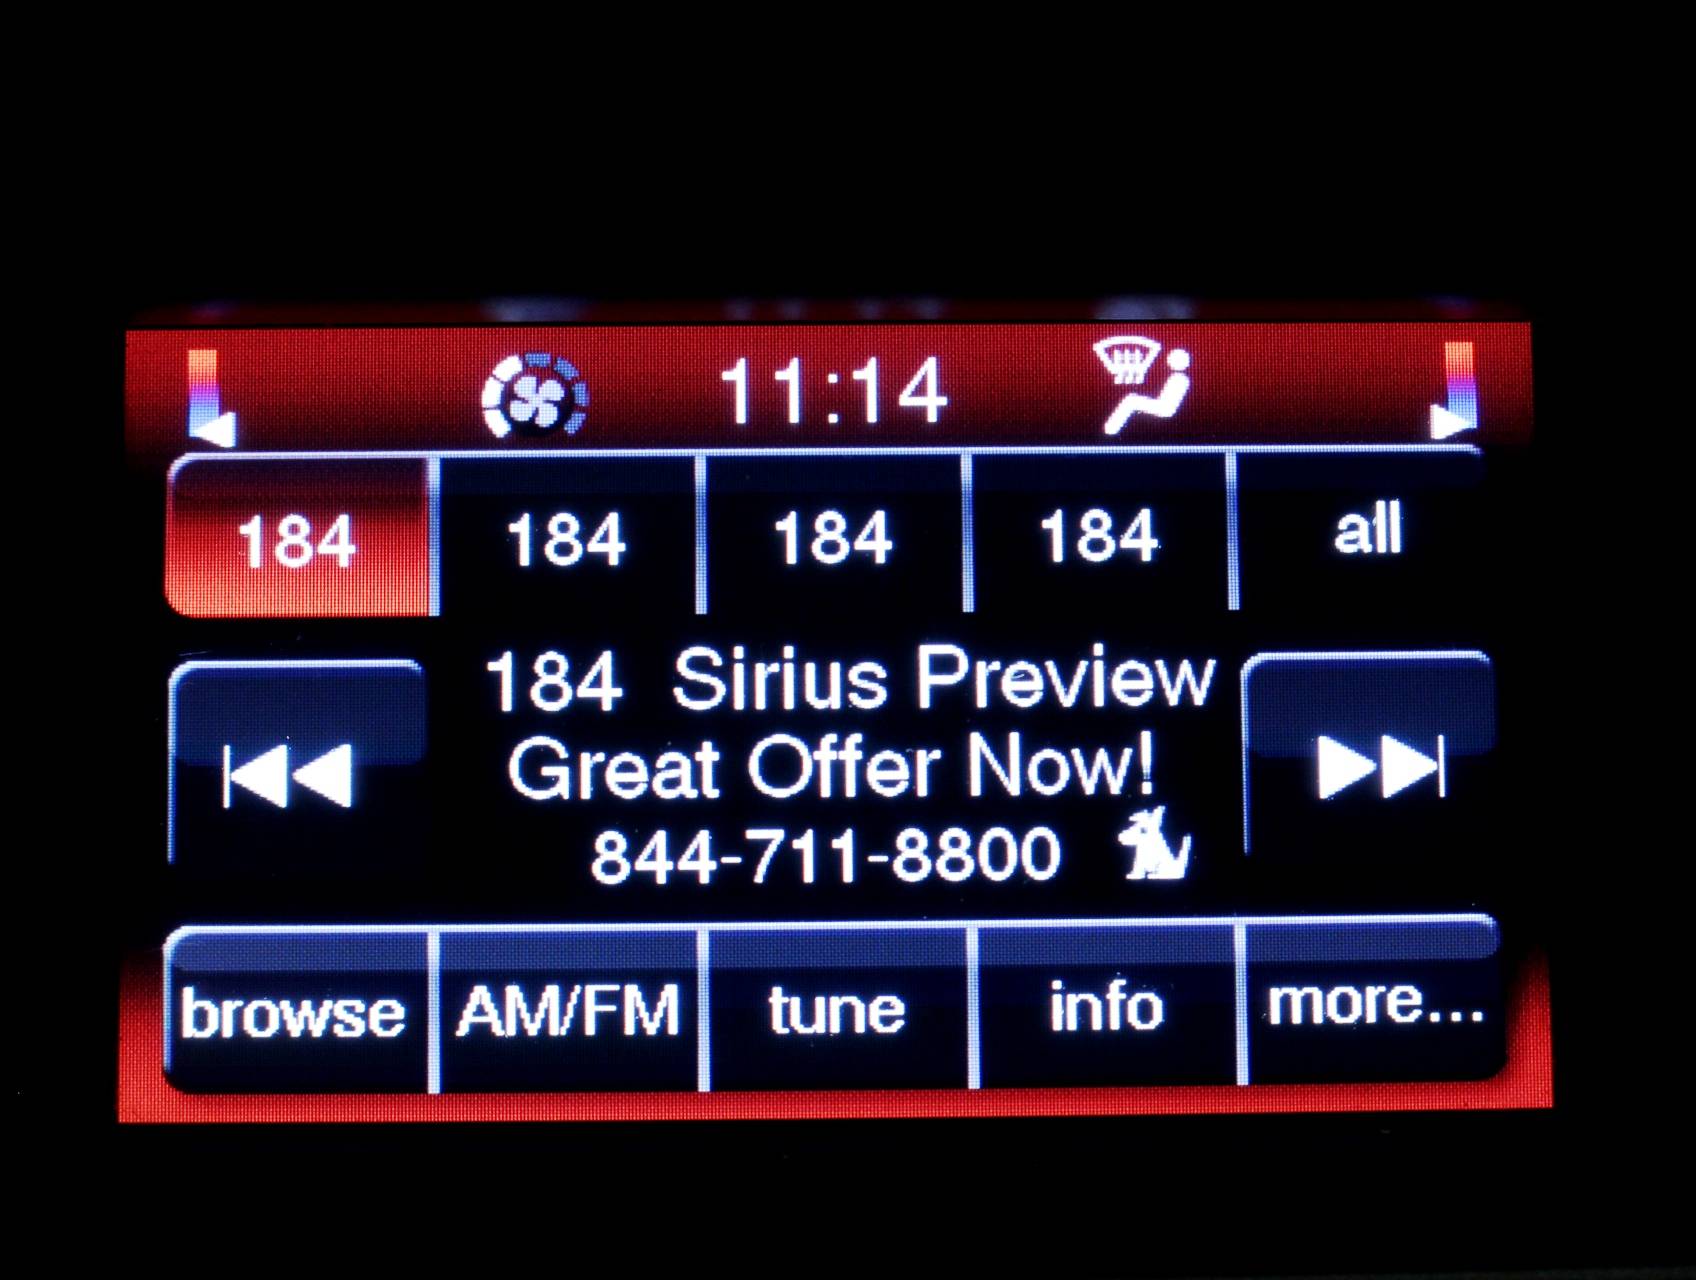 11:14
184 184 184 184 all
184 Sirius Preview
Great Offer Now!
844-711-8800
browse AM/FM tune info more...